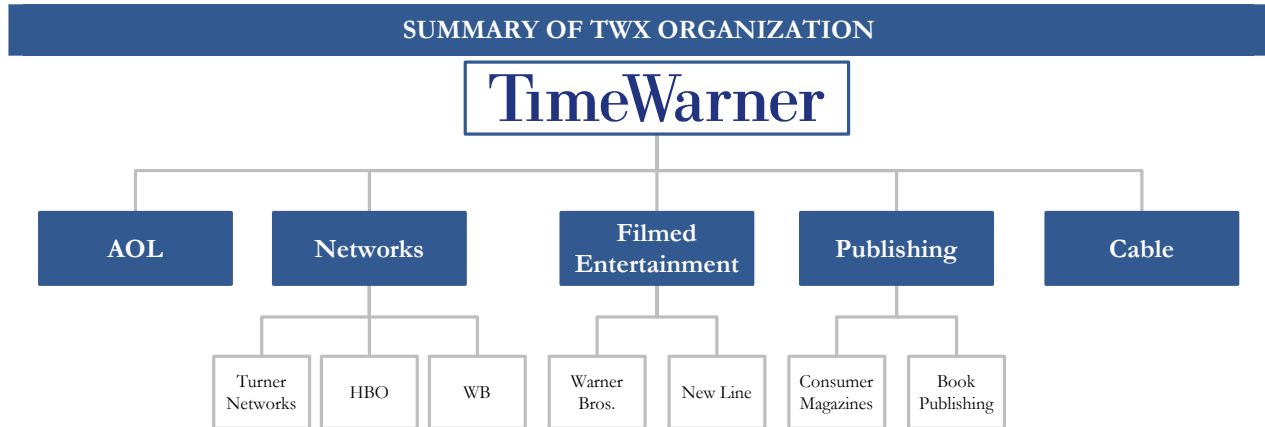 SUMMARY OF TWX ORGANIZATION
TimeWarner
AOL
Networks
Filmed
Entertainment
Publishing
Cable
Turner
Networks
HBO
WB
Warner
Bros.
New Line
Consumer
Magazines
Book
Publishing